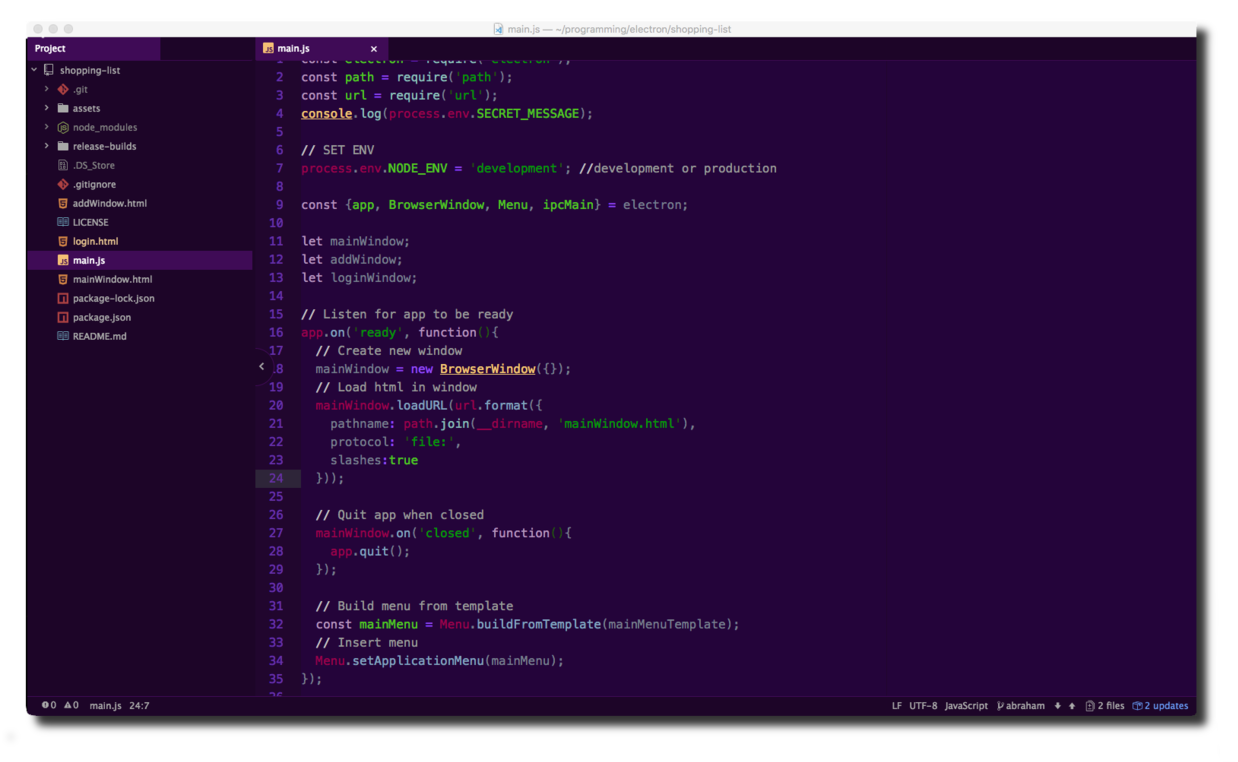 main.js — ~/programming/electron/shopping-list
Project
shopping-list
.git
assets
node_modules
release-builds
.DS_Store
.gitignore
addWindow.html
LICENSE
login.html
main.js
mainWindow.html
package-lock.json
package.json
README.md
main.js ×
1 const electron = require('electron');
2 const path = require('path');
3 const url = require('url');
4 console.log(process.env.SECRET_MESSAGE);
5
6 // SET ENV
7 process.env.NODE_ENV = 'development'; //development or production
8
9 const {app, BrowserWindow, Menu, ipcMain} = electron;
10
11 let mainWindow;
12 let addWindow;
13 let loginWindow;
14
15 // Listen for app to be ready
16 app.on('ready', function(){
17 // Create new window
18 mainWindow = new BrowserWindow({});
19 // Load html in window
20 mainWindow.loadURL(url.format({
21 pathname: path.join(__dirname, 'mainWindow.html'),
22 protocol: 'file:',
23 slashes:true
24 }));
25
26 // Quit app when closed
27 mainWindow.on('closed', function(){
28 app.quit();
29 });
30
31 // Build menu from template
32 const mainMenu = Menu.buildFromTemplate(mainMenuTemplate);
33 // Insert menu
34 Menu.setApplicationMenu(mainMenu);
35 });
36
0 0 main.js 24:7 LF UTF-8 JavaScript abraham 2 files 2 updates